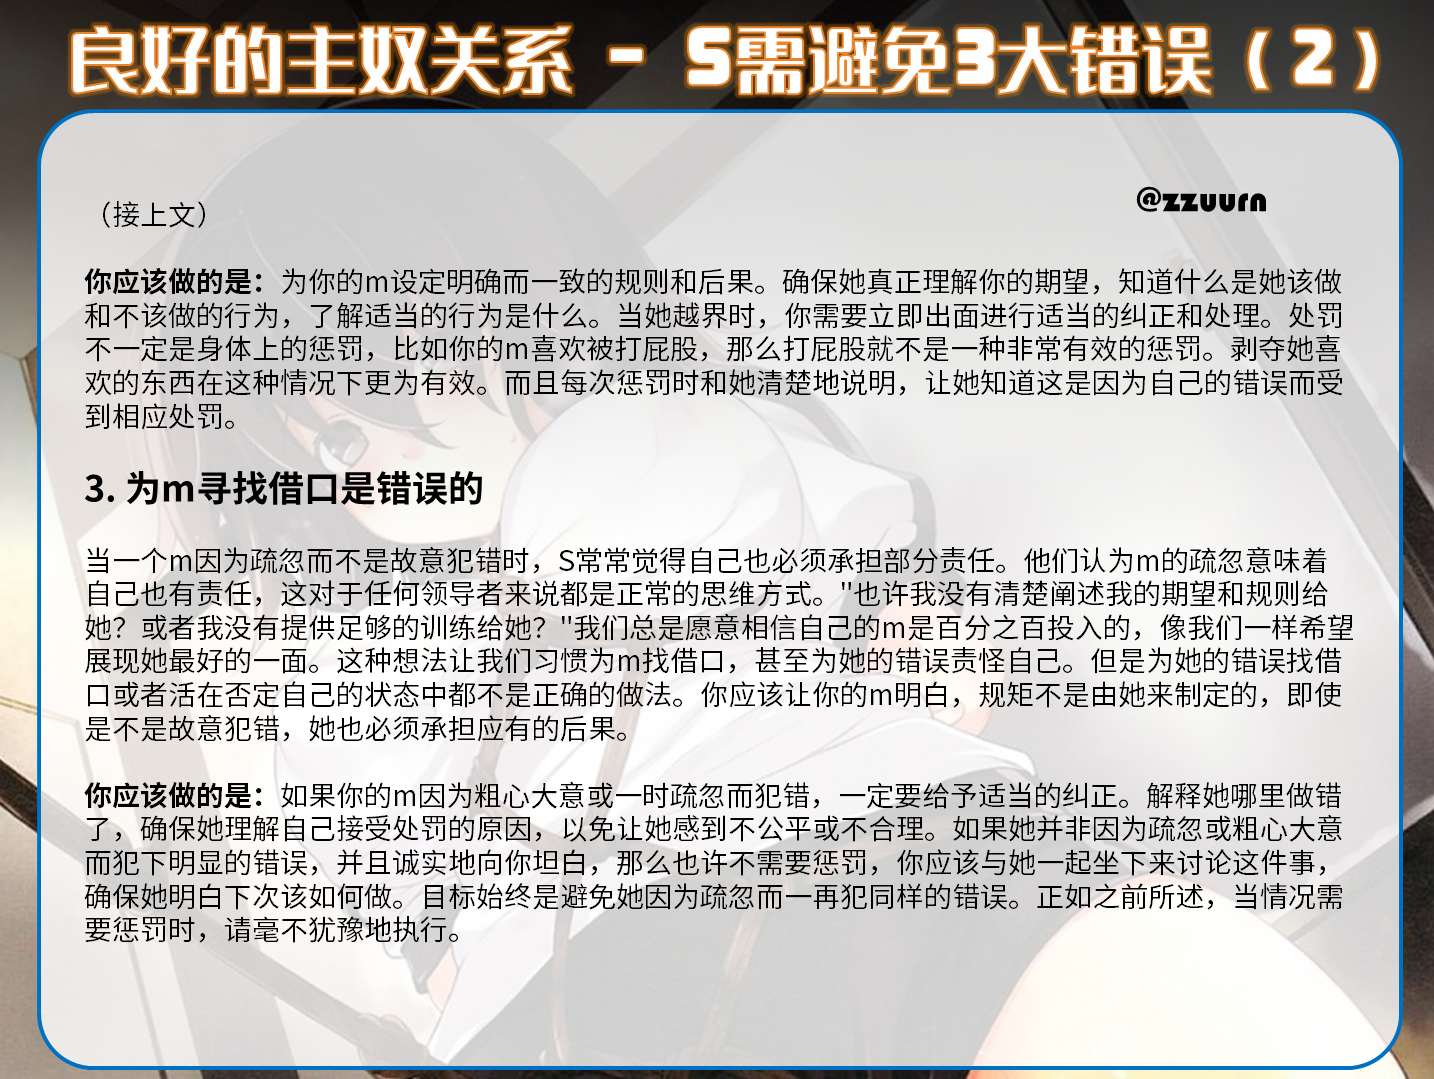 良好的主奴关系 - S需避免3大错误（2）
@zzuurn
（接上文）
你应该做的是：为你的m设定明确而一致的规则和后果。确保她真正理解你的期望，知道什么是她该做
和不该做的行为，了解适当的行为是什么。当她越界时，你需要立即出面进行适当的纠正和处理。处罚
不一定是身体上的惩罚，比如你的m喜欢被打屁股，那么打屁股就不是一种非常有效的惩罚。剥夺她喜
欢的东西在这种情况下更为有效。而且每次惩罚时和她清楚地说明，让她知道这是因为自己的错误而受
到相应处罚。
3. 为m寻找借口是错误的
当一个m因为疏忽而不是故意犯错时，S常常觉得自己也必须承担部分责任。他们认为m的疏忽意味着
自己也有责任，这对于任何领导者来说都是正常的思维方式。"也许我没有清楚阐述我的期望和规则给
她？或者我没有提供足够的训练给她？"我们总是愿意相信自己的m是百分之百投入的，像我们一样希望
展现她最好的一面。这种想法让我们习惯为m找借口，甚至为她的错误责怪自己。但是为她的错误找借
口或者活在否定自己的状态中都不是正确的做法。你应该让你的m明白，规矩不是由她来制定的，即使
是不是故意犯错，她也必须承担应有的后果。
你应该做的是：如果你的m因为粗心大意或一时疏忽而犯错，一定要给予适当的纠正。解释她哪里做错
了，确保她理解自己接受处罚的原因，以免让她感到不公平或不合理。如果她并非因为疏忽或粗心大意
而犯下明显的错误，并且诚实地向你坦白，那么也许不需要惩罚，你应该与她一起坐下来讨论这件事，
确保她明白下次该如何做。目标始终是避免她因为疏忽而一再犯同样的错误。正如之前所述，当情况需
要惩罚时，请毫不犹豫地执行。